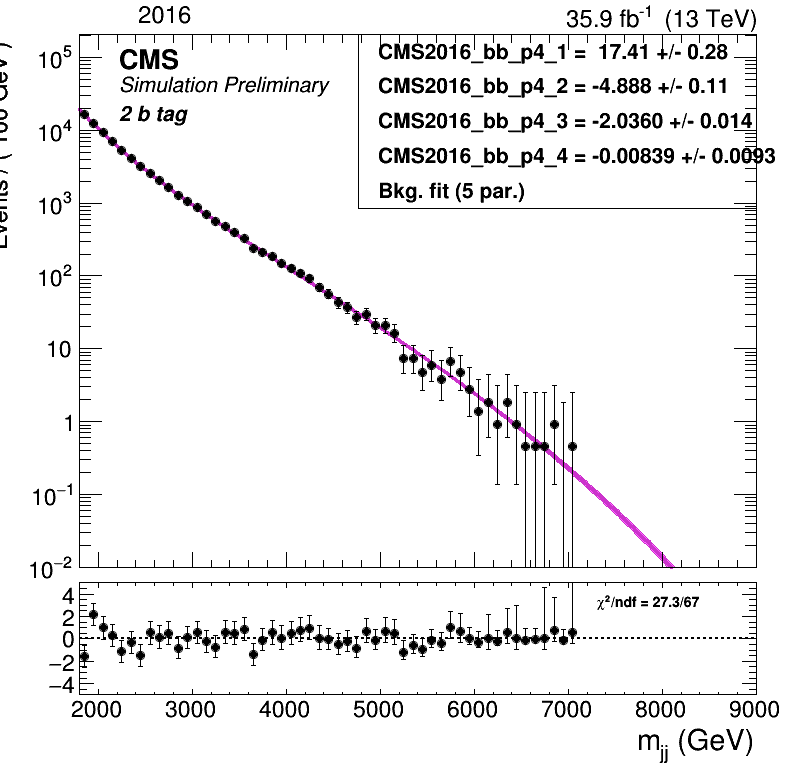 2016
35.9 fb⁻¹ (13 TeV)
CMS
Simulation Preliminary
2 b tag
CMS2016_bb_p4_1 = 17.41 +/- 0.28
CMS2016_bb_p4_2 = -4.888 +/- 0.11
CMS2016_bb_p4_3 = -2.0360 +/- 0.014
CMS2016_bb_p4_4 = -0.00839 +/- 0.0093
Bkg. fit (5 par.)
Events / ( 100 GeV )
10⁵
10⁴
10³
10²
10
1
10⁻¹
10⁻²
4
2
0
−2
−4
χ²/ndf = 27.3/67
2000 3000 4000 5000 6000 7000 8000 9000
m_jj (GeV)